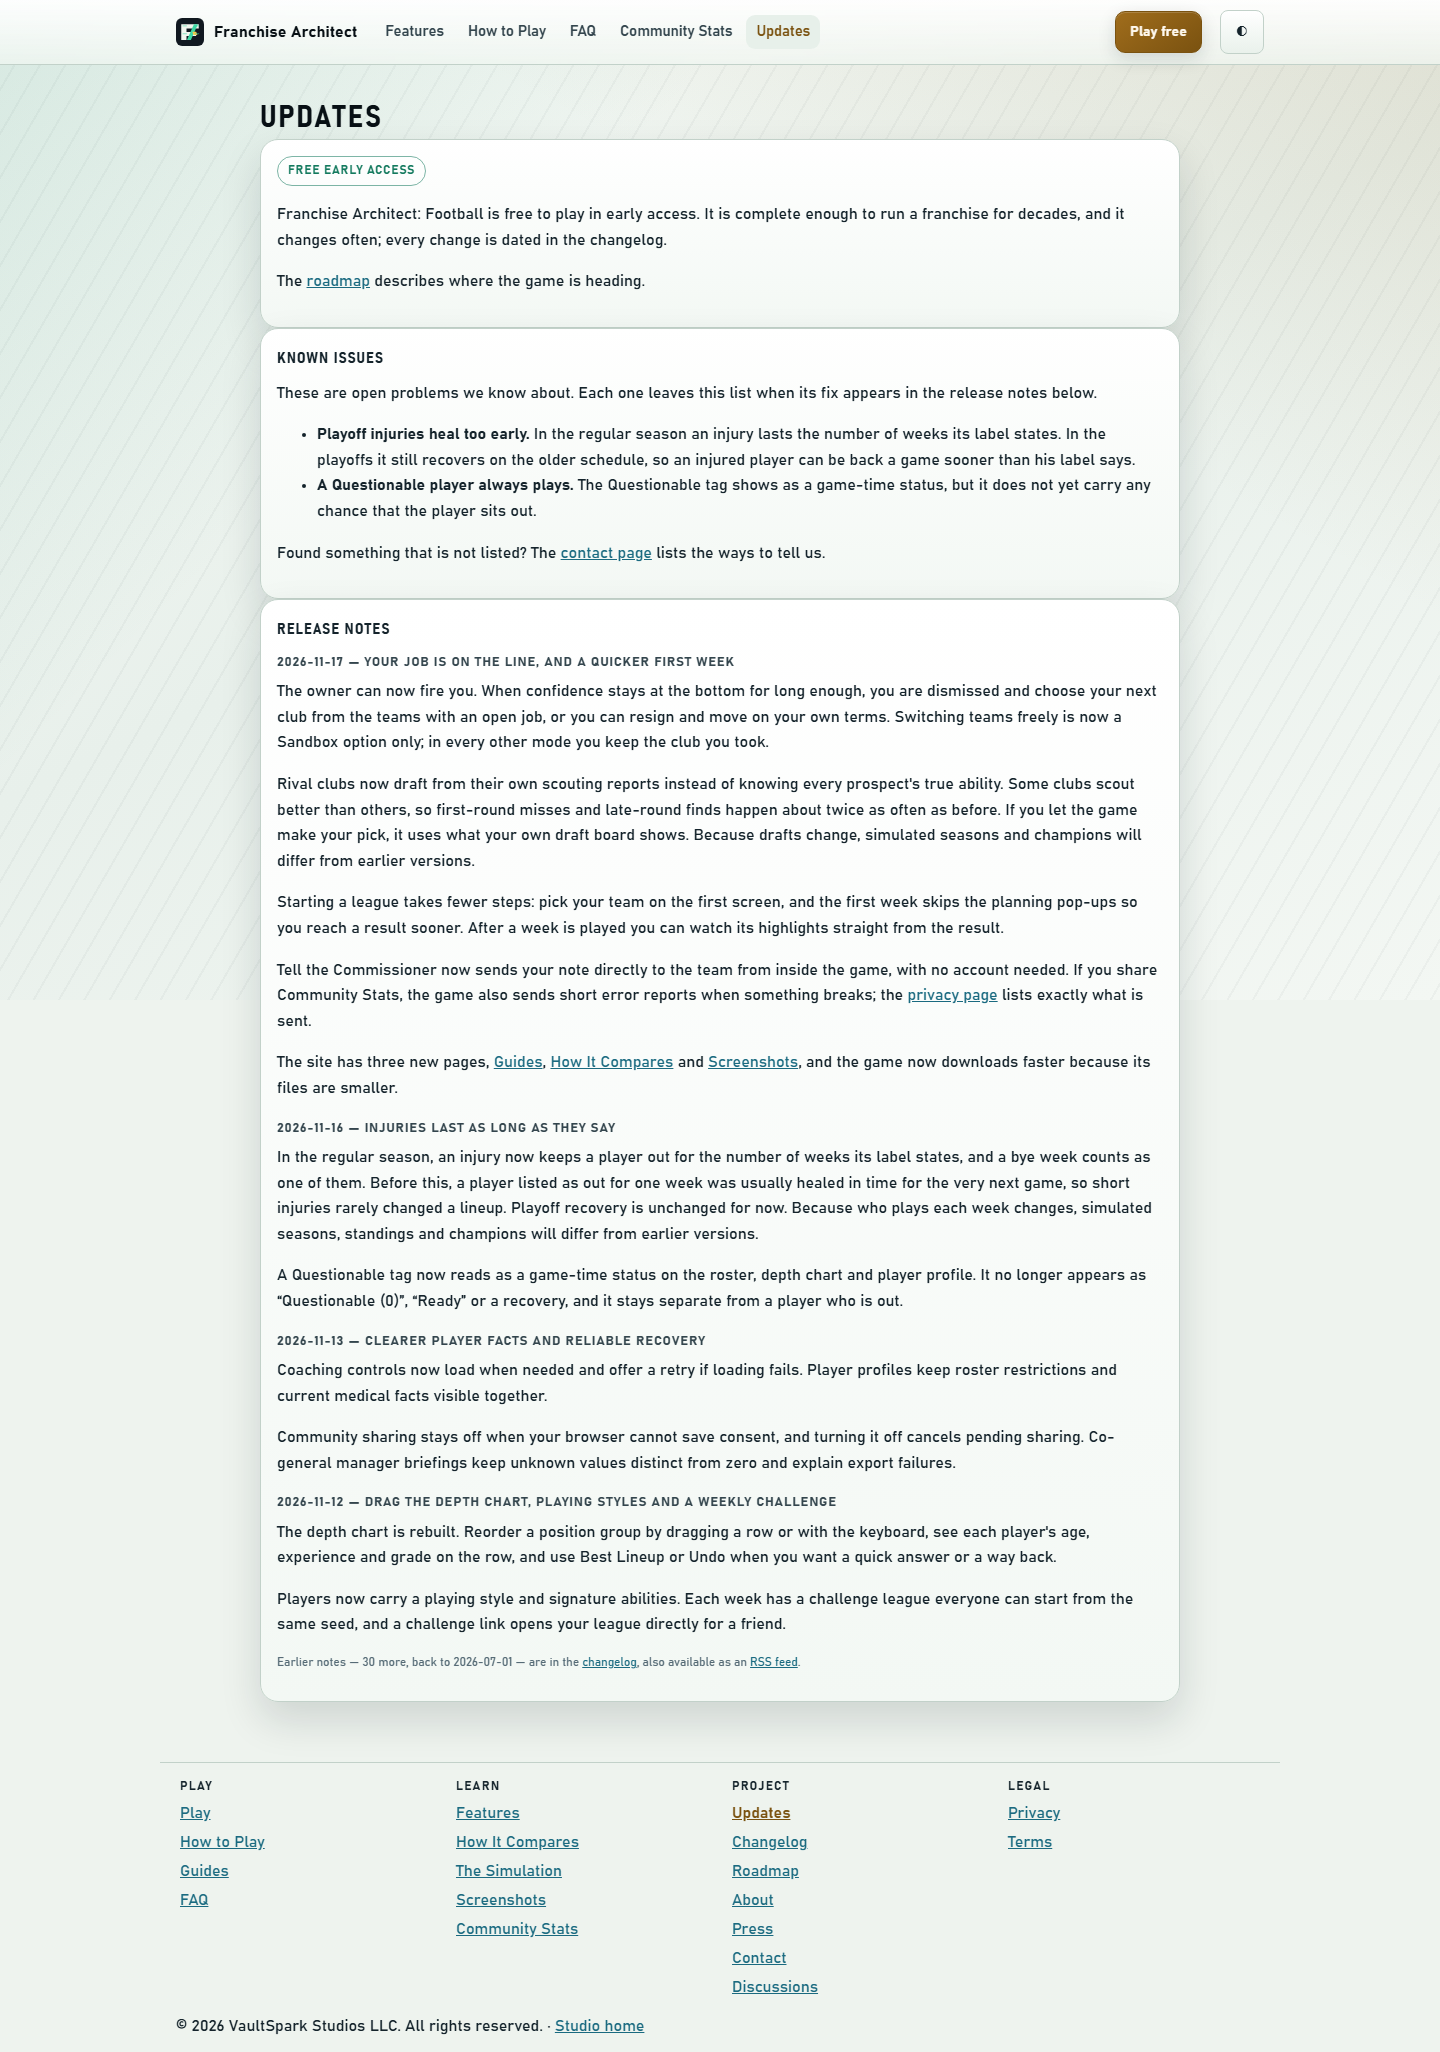 Franchise Architect Features How to Play FAQ Community Stats Updates Play free
UPDATES
FREE EARLY ACCESS
Franchise Architect: Football is free to play in early access. It is complete enough to run a franchise for decades, and it
changes often; every change is dated in the changelog.
The roadmap describes where the game is heading.
KNOWN ISSUES
These are open problems we know about. Each one leaves this list when its fix appears in the release notes below.
• Playoff injuries heal too early. In the regular season an injury lasts the number of weeks its label states. In the
playoffs it still recovers on the older schedule, so an injured player can be back a game sooner than his label says.
• A Questionable player always plays. The Questionable tag shows as a game-time status, but it does not yet carry any
chance that the player sits out.
Found something that is not listed? The contact page lists the ways to tell us.
RELEASE NOTES
2026-11-17 — YOUR JOB IS ON THE LINE, AND A QUICKER FIRST WEEK
The owner can now fire you. When confidence stays at the bottom for long enough, you are dismissed and choose your next
club from the teams with an open job, or you can resign and move on your own terms. Switching teams freely is now a
Sandbox option only; in every other mode you keep the club you took.
Rival clubs now draft from their own scouting reports instead of knowing every prospect's true ability. Some clubs scout
better than others, so first-round misses and late-round finds happen about twice as often as before. If you let the game
make your pick, it uses what your own draft board shows. Because drafts change, simulated seasons and champions will
differ from earlier versions.
Starting a league takes fewer steps: pick your team on the first screen, and the first week skips the planning pop-ups so
you reach a result sooner. After a week is played you can watch its highlights straight from the result.
Tell the Commissioner now sends your note directly to the team from inside the game, with no account needed. If you share
Community Stats, the game also sends short error reports when something breaks; the privacy page lists exactly what is
sent.
The site has three new pages, Guides, How It Compares and Screenshots, and the game now downloads faster because its
files are smaller.
2026-11-16 — INJURIES LAST AS LONG AS THEY SAY
In the regular season, an injury now keeps a player out for the number of weeks its label states, and a bye week counts as
one of them. Before this, a player listed as out for one week was usually healed in time for the very next game, so short
injuries rarely changed a lineup. Playoff recovery is unchanged for now. Because who plays each week changes, simulated
seasons, standings and champions will differ from earlier versions.
A Questionable tag now reads as a game-time status on the roster, depth chart and player profile. It no longer appears as
“Questionable (0)”, “Ready” or a recovery, and it stays separate from a player who is out.
2026-11-13 — CLEARER PLAYER FACTS AND RELIABLE RECOVERY
Coaching controls now load when needed and offer a retry if loading fails. Player profiles keep roster restrictions and
current medical facts visible together.
Community sharing stays off when your browser cannot save consent, and turning it off cancels pending sharing. Co-
general manager briefings keep unknown values distinct from zero and explain export failures.
2026-11-12 — DRAG THE DEPTH CHART, PLAYING STYLES AND A WEEKLY CHALLENGE
The depth chart is rebuilt. Reorder a position group by dragging a row or with the keyboard, see each player's age,
experience and grade on the row, and use Best Lineup or Undo when you want a quick answer or a way back.
Players now carry a playing style and signature abilities. Each week has a challenge league everyone can start from the
same seed, and a challenge link opens your league directly for a friend.
Earlier notes — 30 more, back to 2026-07-01 — are in the changelog, also available as an RSS feed.
PLAY
Play
How to Play
Guides
FAQ
LEARN
Features
How It Compares
The Simulation
Screenshots
Community Stats
PROJECT
Updates
Changelog
Roadmap
About
Press
Contact
Discussions
LEGAL
Privacy
Terms
© 2026 VaultSpark Studios LLC. All rights reserved. · Studio home